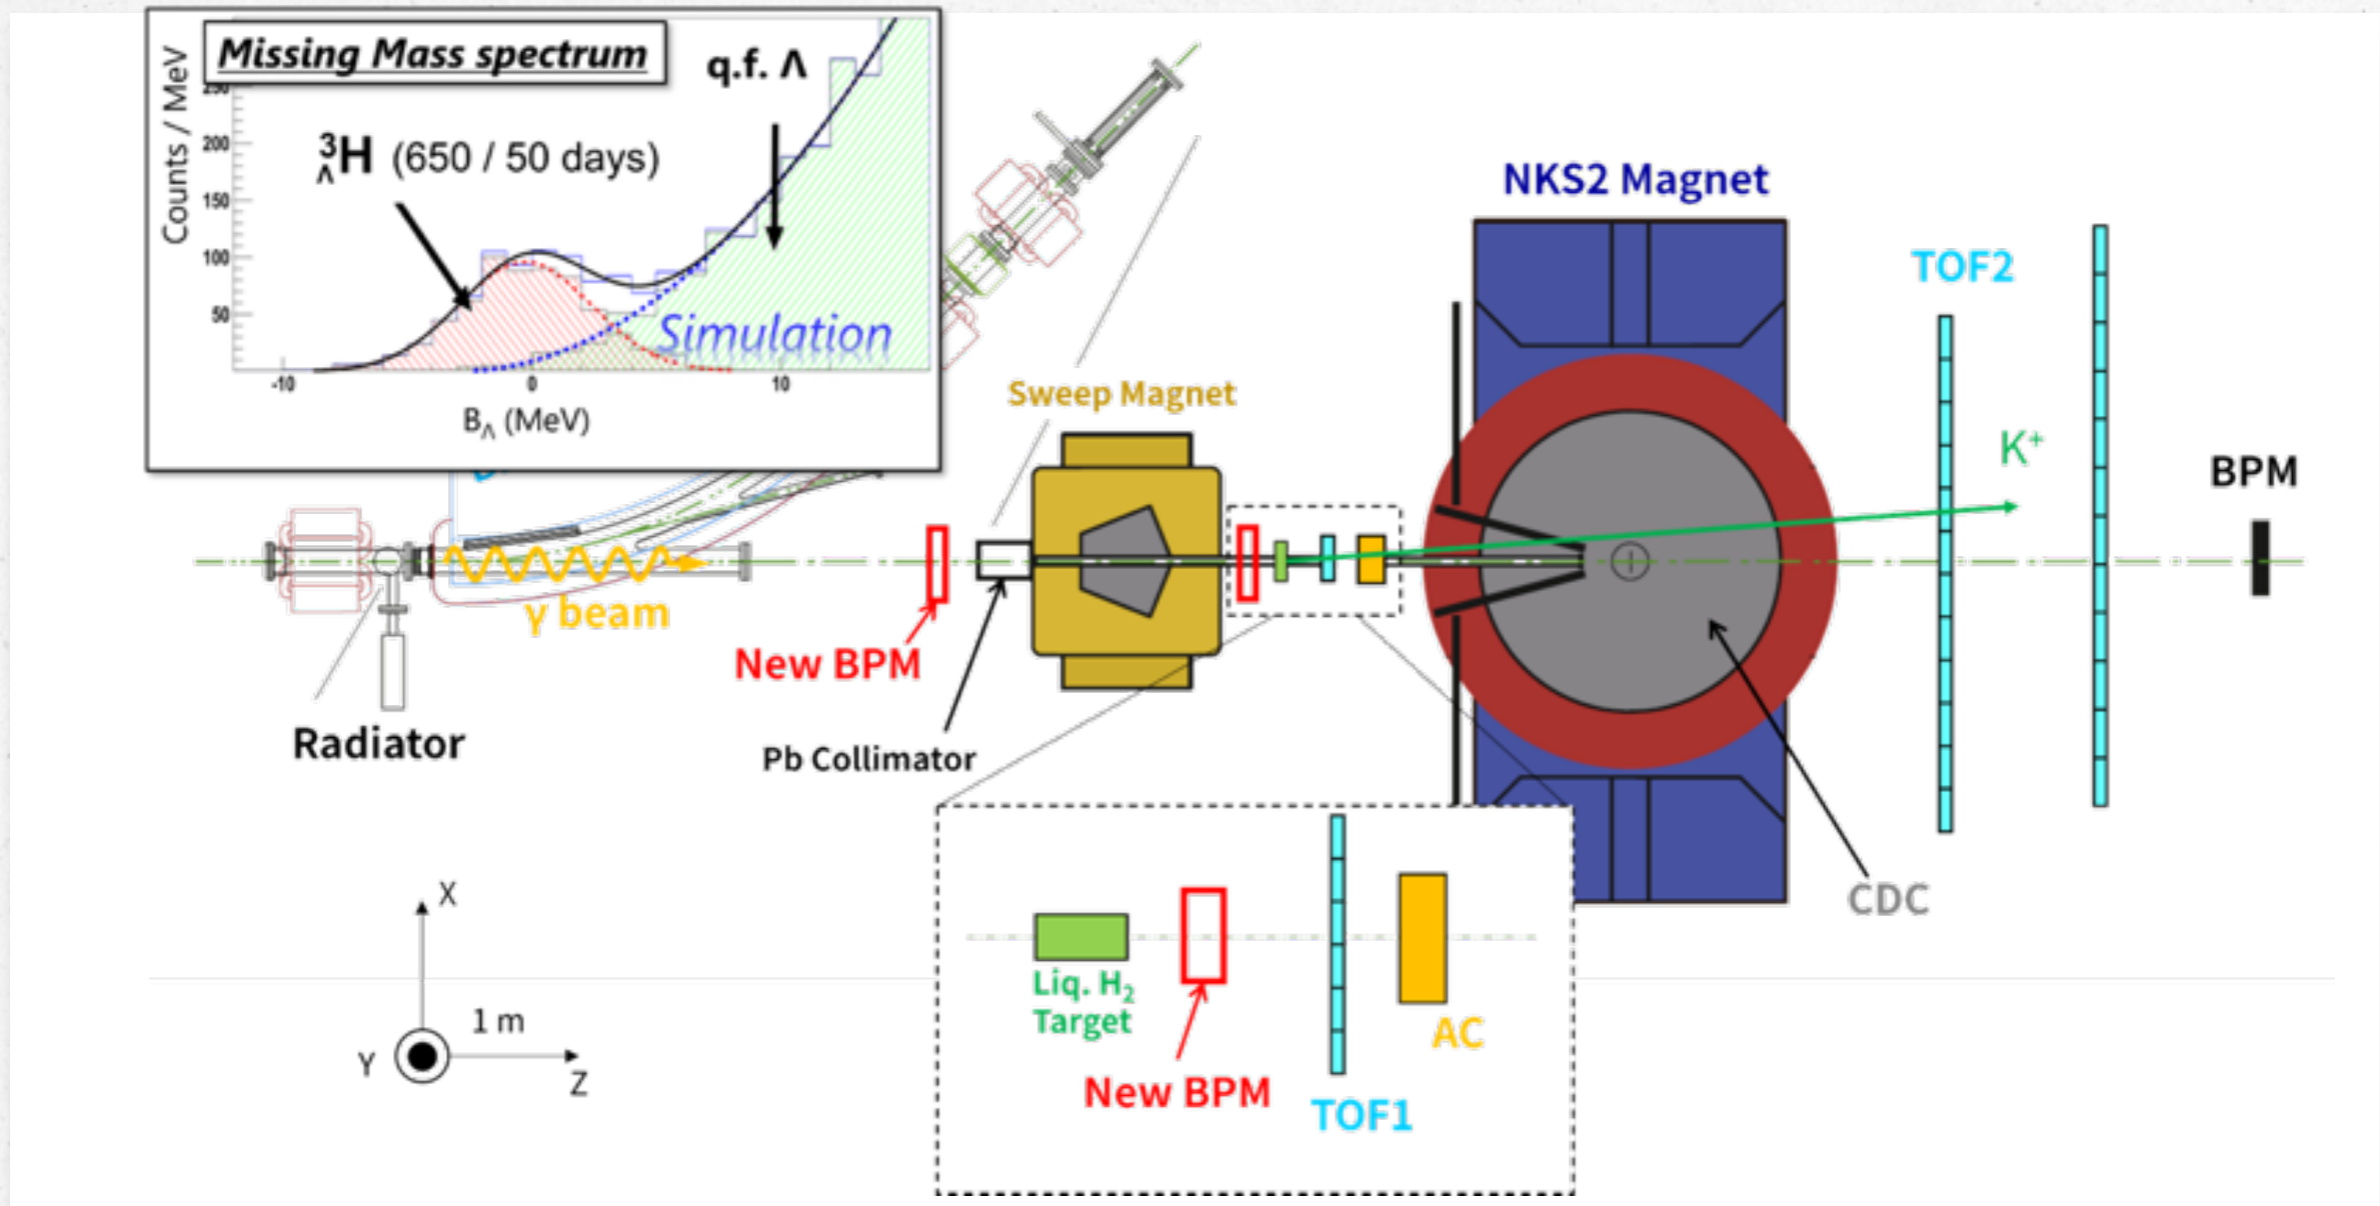 Missing Mass spectrum
q.f. Λ
Counts / MeV
250
200
150
100
50
³ΛH (650 / 50 days)
Simulation
-10
0
10
BΛ (MeV)
NKS2 Magnet
TOF2
Sweep Magnet
K⁺
BPM
γ beam
New BPM
Radiator
Pb Collimator
CDC
X
1 m
Y
Z
Liq. H₂
Target
AC
New BPM
TOF1